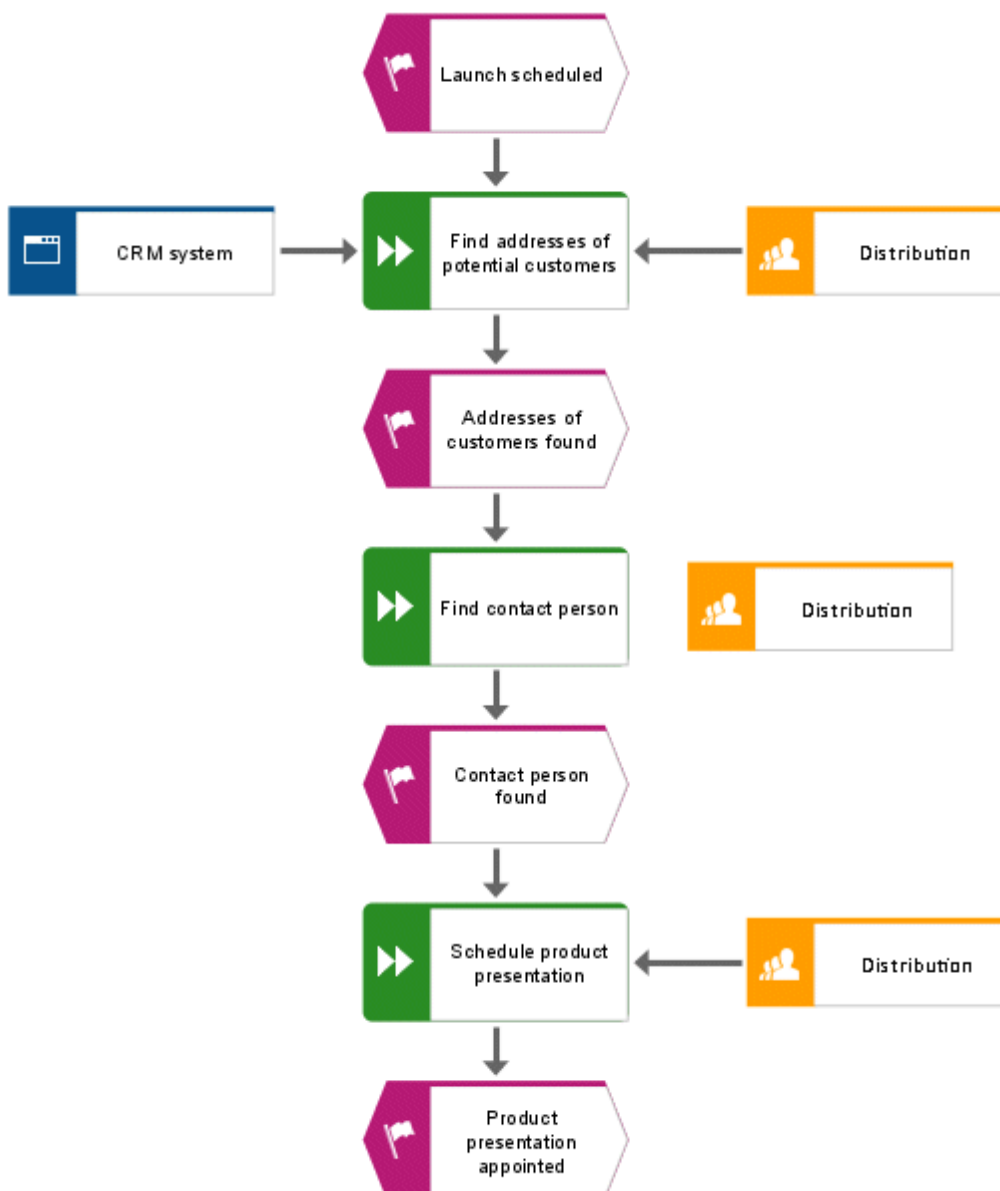 Launch scheduled
CRM system
Find addresses of
potential customers
Distribution
Addresses of
customers found
Find contact person
Distribution
Contact person
found
Schedule product
presentation
Distribution
Product
presentation
appointed